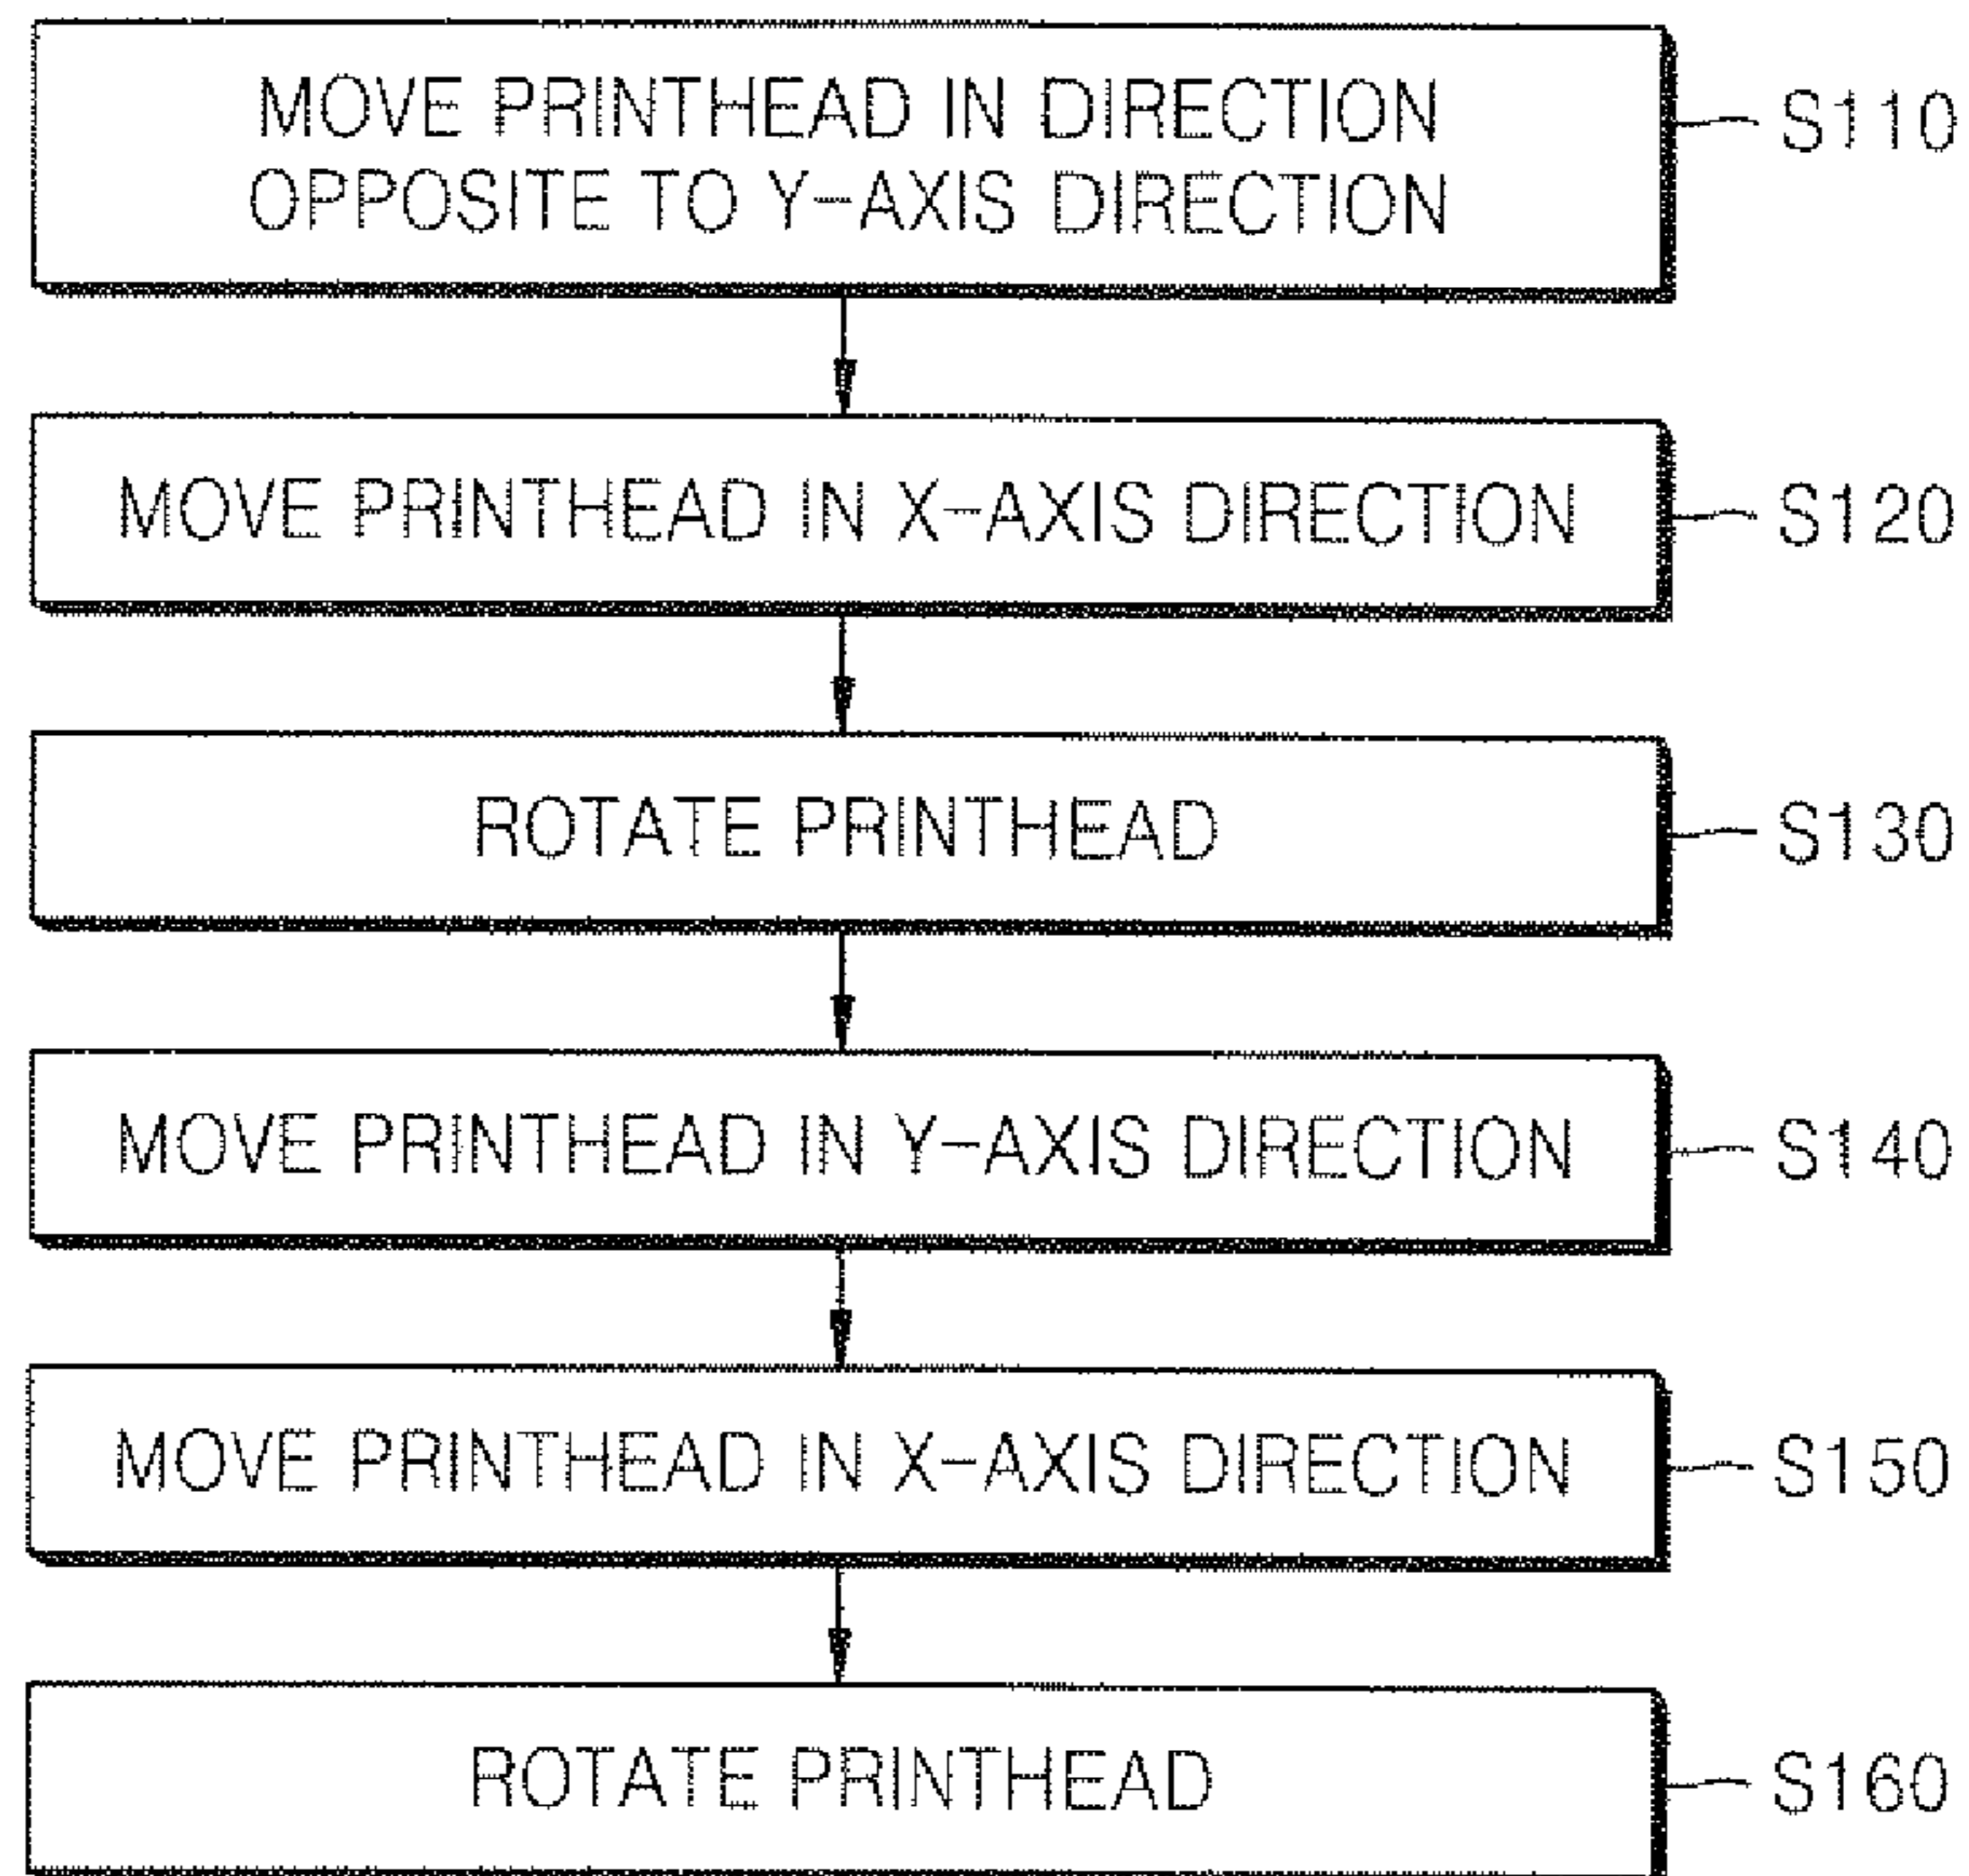 MOVE PRINTHEAD IN DIRECTION
OPPOSITE TO Y-AXIS DIRECTION
S110
MOVE PRINTHEAD IN X-AXIS DIRECTION
S120
ROTATE PRINTHEAD
S130
MOVE PRINTHEAD IN Y-AXIS DIRECTION
S140
MOVE PRINTHEAD IN X-AXIS DIRECTION
S150
ROTATE PRINTHEAD
S160